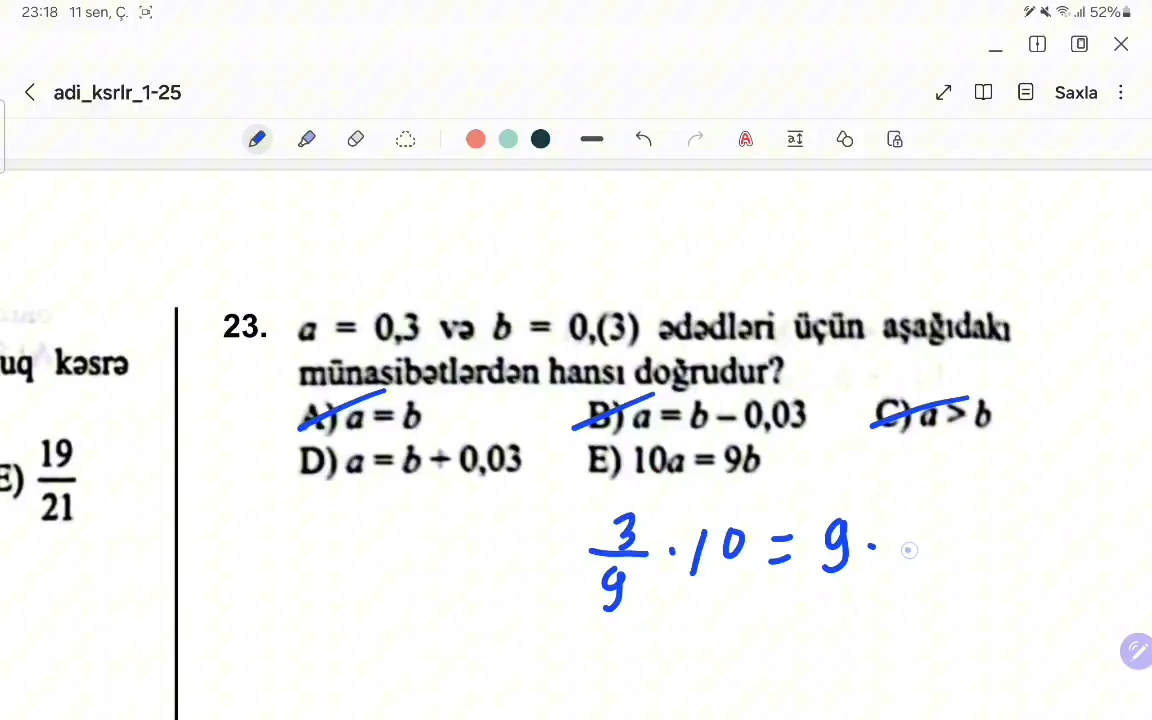 23:18 11 sen, Ç.
52%
adi_ksrlr_1-25
Saxla
uq kəsrə
E) 19/21
23. a = 0,3 və b = 0,(3) ədədləri üçün aşağıdakı
münasibətlərdən hansı doğrudur?
A) a = b B) a = b – 0,03 C) a > b
D) a = b + 0,03 E) 10a = 9b
3/9 · 10 = 9 ·